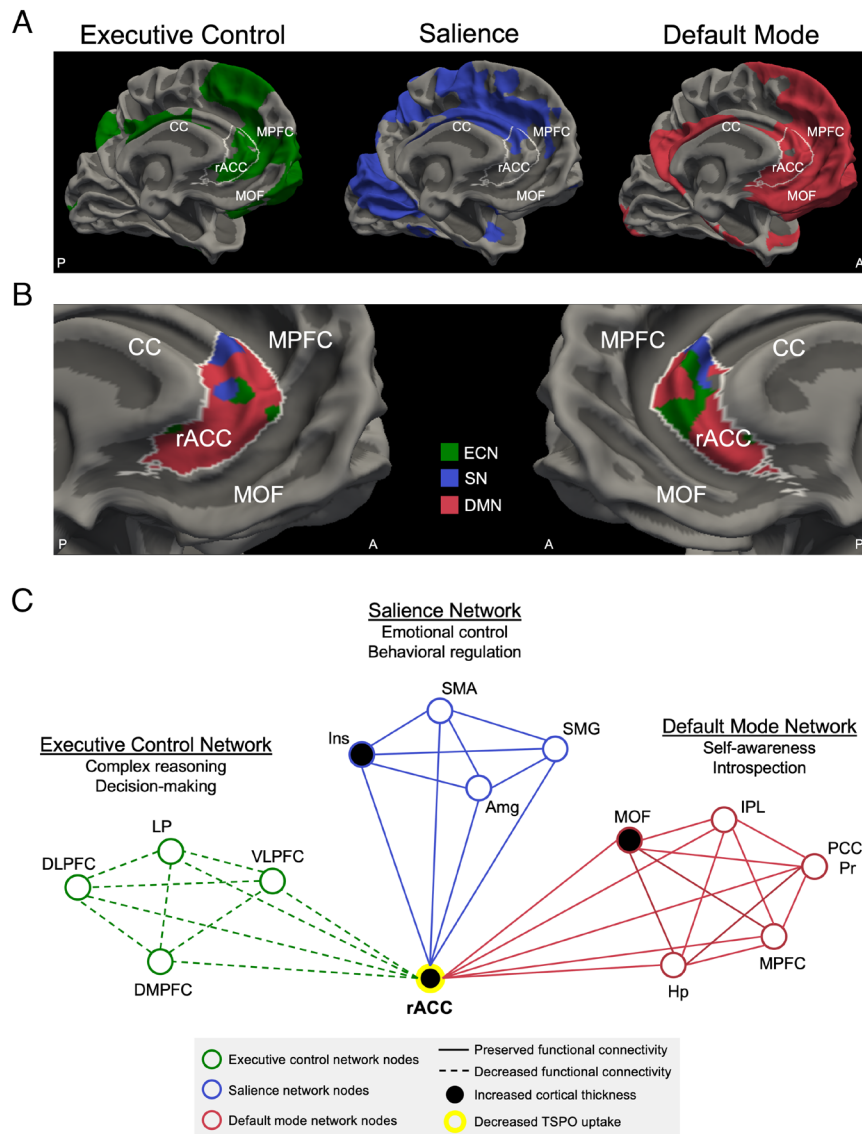 A
Executive Control
Salience
Default Mode
CC
MPFC
rACC
MOF
CC
MPFC
rACC
MOF
CC
MPFC
rACC
MOF
P
A
B
CC
MPFC
rACC
MOF
P
A
ECN
SN
DMN
MPFC
CC
rACC
MOF
A
P
C
Salience Network
Emotional control
Behavioral regulation
SMA
Ins
SMG
Amg
Executive Control Network
Complex reasoning
Decision-making
LP
DLPFC
VLPFC
DMPFC
Default Mode Network
Self-awareness
Introspection
MOF
IPL
PCC
Pr
MPFC
Hp
rACC
Executive control network nodes
Salience network nodes
Default mode network nodes
Preserved functional connectivity
Decreased functional connectivity
Increased cortical thickness
Decreased TSPO uptake